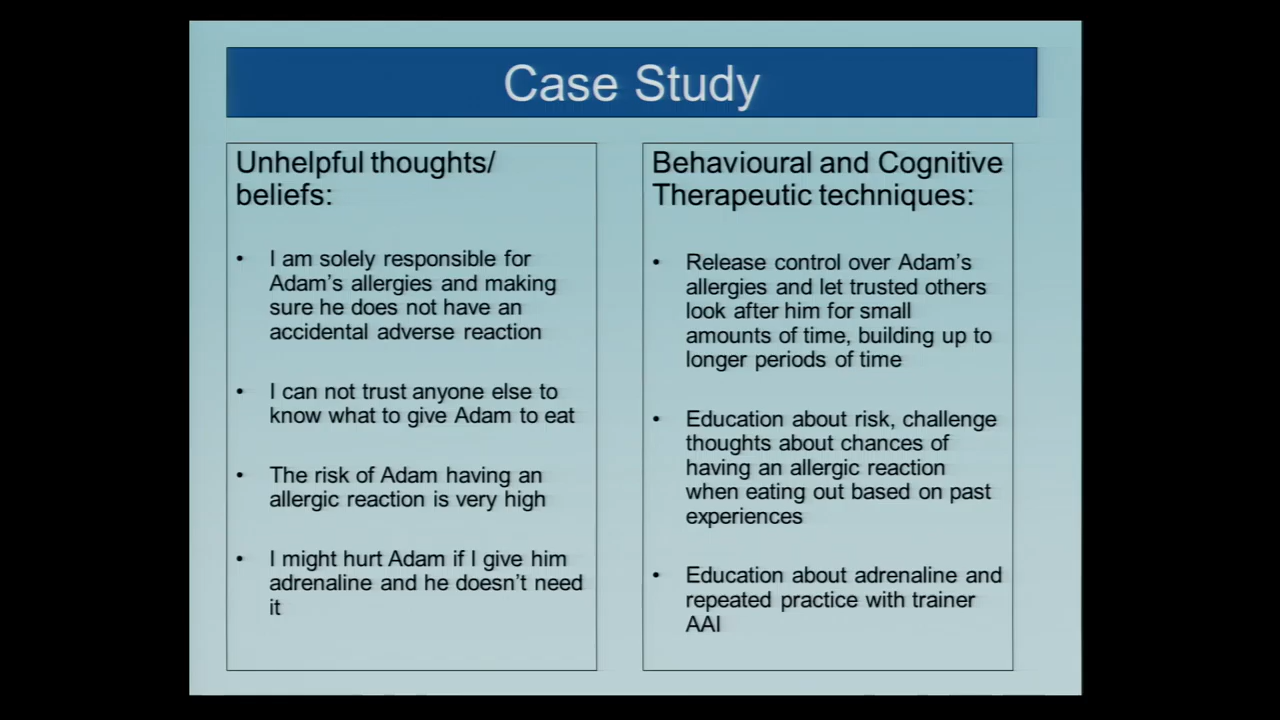 Case Study
Unhelpful thoughts/
beliefs:
• I am solely responsible for
Adam's allergies and making
sure he does not have an
accidental adverse reaction
• I can not trust anyone else to
know what to give Adam to eat
• The risk of Adam having an
allergic reaction is very high
• I might hurt Adam if I give him
adrenaline and he doesn't need
it
Behavioural and Cognitive
Therapeutic techniques:
• Release control over Adam's
allergies and let trusted others
look after him for small
amounts of time, building up to
longer periods of time
• Education about risk, challenge
thoughts about chances of
having an allergic reaction
when eating out based on past
experiences
• Education about adrenaline and
repeated practice with trainer
AAI